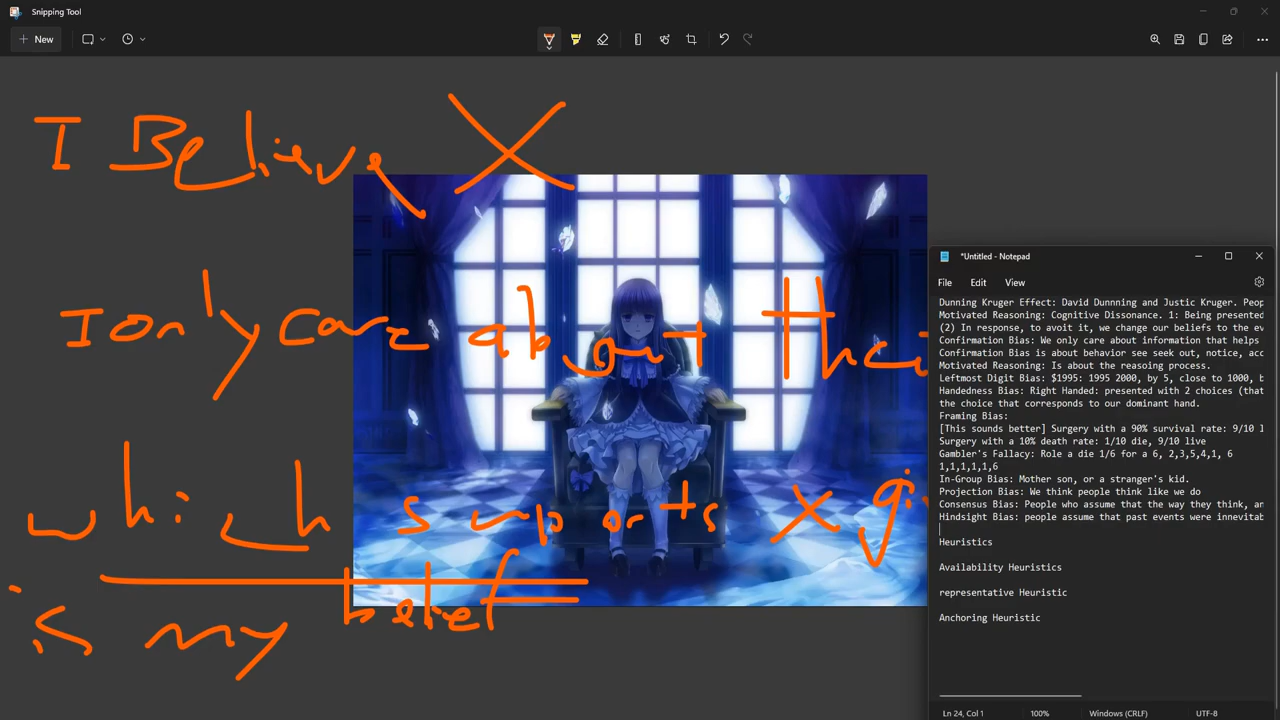 Snipping Tool
New
I Believe X
I only care about
which supports X
is my belief
*Untitled - Notepad
File Edit View
Dunning Kruger Effect: David Dunnning and Justic Kruger. Peop
Motivated Reasoning: Cognitive Dissonance. 1: Being presented
(2) In response, to avoit it, we change our beliefs to the ev
Confirmation Bias: We only care about information that helps
Confirmation Bias is about behavior see seek out, notice, acc
Motivated Reasoning: Is about the reasoing process.
Leftmost Digit Bias: $1995: 1995 2000, by 5, close to 1000, b
Handedness Bias: Right Handed: presented with 2 choices (that
the choice that corresponds to our dominant hand.
Framing Bias:
[This sounds better] Surgery with a 90% survival rate: 9/10 l
Surgery with a 10% death rate: 1/10 die, 9/10 live
Gambler's Fallacy: Role a die 1/6 for a 6, 2,3,5,4,1, 6
1,1,1,1,1,6
In-Group Bias: Mother son, or a stranger's kid.
Projection Bias: We think people think like we do
Consensus Bias: People who assume that the way they think, an
Hindsight Bias: people assume that past events were innevitab
Heuristics
Availability Heuristics
representative Heuristic
Anchoring Heuristic
Ln 24, Col 1 100% Windows (CRLF) UTF-8